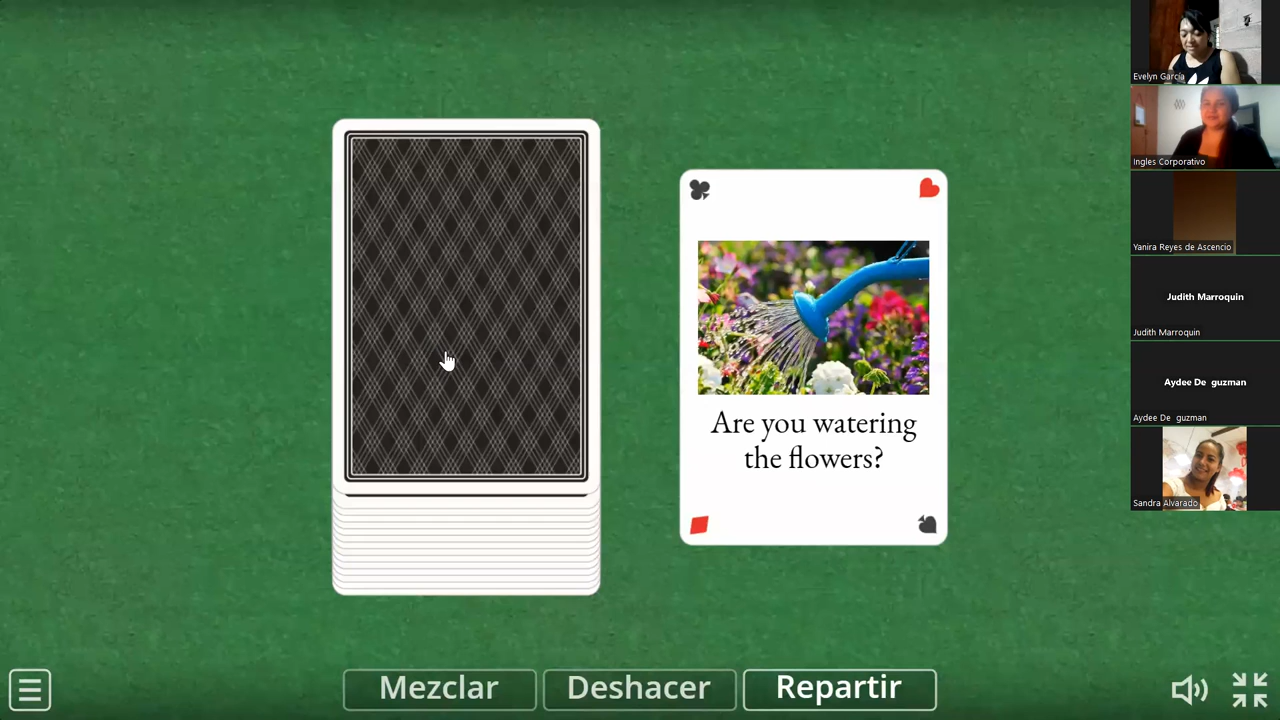 Are you watering
the flowers?
Mezclar
Deshacer
Repartir
Evelyn García
Ingles Corporativo
Yanira Reyes de Ascencio
Judith Marroquin
Judith Marroquin
Aydee De guzman
Aydee De guzman
Sandra Alvarado